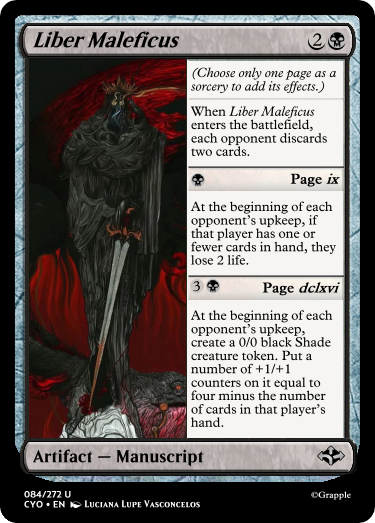 Liber Maleficus 2
(Choose only one page as a
sorcery to add its effects.)
When Liber Maleficus
enters the battlefield,
each opponent discards
two cards.
Page ix
At the beginning of each
opponent's upkeep, if
that player has one or
fewer cards in hand, they
lose 2 life.
3 Page dclxvi
At the beginning of each
opponent's upkeep,
create a 0/0 black Shade
creature token. Put a
number of +1/+1
counters on it equal to
four minus the number
of cards in that player's
hand.
Artifact — Manuscript
084/272 U
CYO • EN Luciana Lupe Vasconcelos
©Grapple